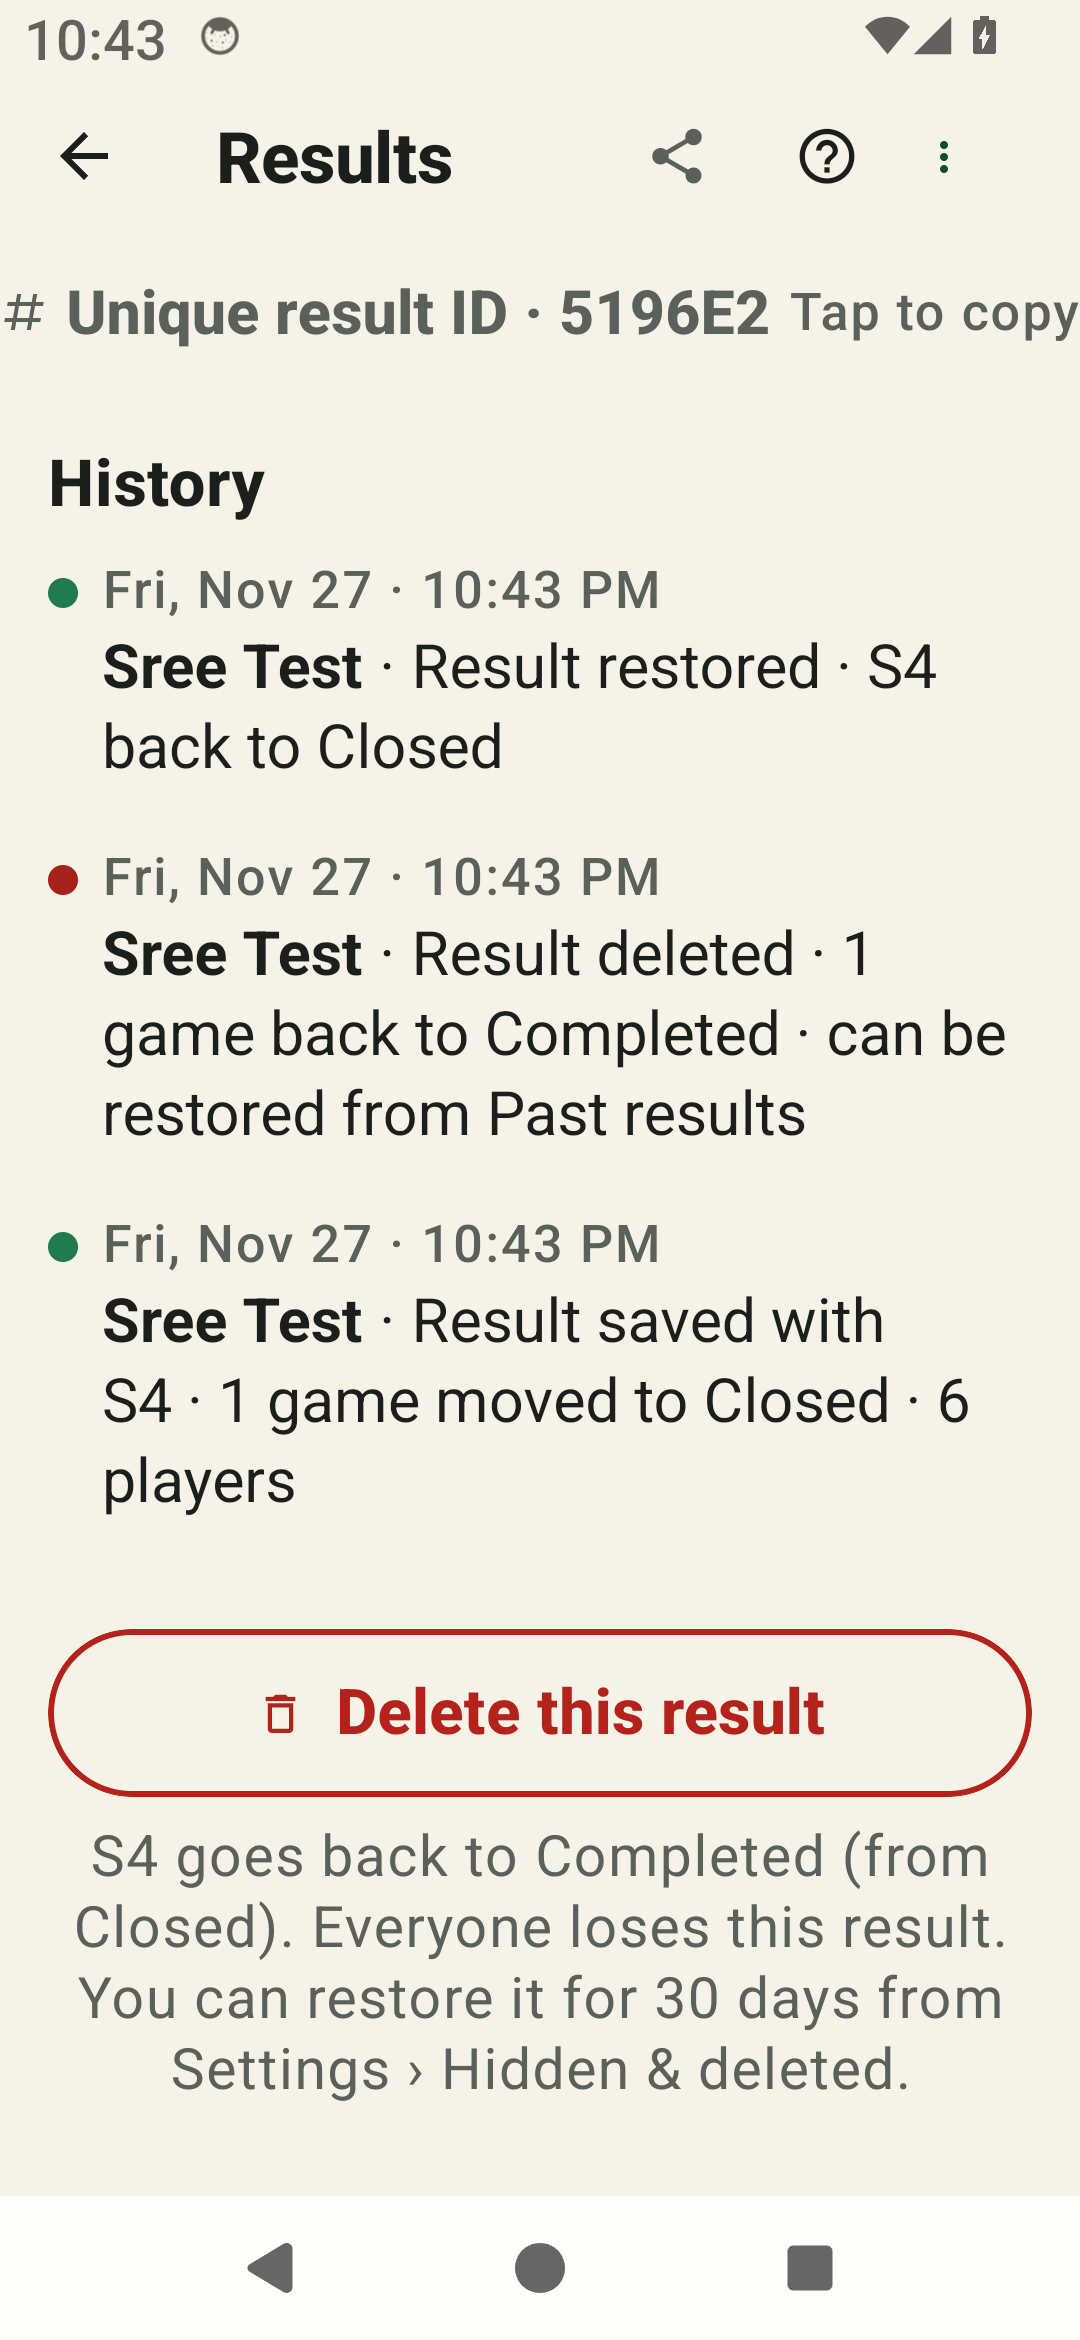 10:43
Results
# Unique result ID · 5196E2 Tap to copy
History
Fri, Nov 27 · 10:43 PM
Sree Test · Result restored · S4
back to Closed
Fri, Nov 27 · 10:43 PM
Sree Test · Result deleted · 1
game back to Completed · can be
restored from Past results
Fri, Nov 27 · 10:43 PM
Sree Test · Result saved with
S4 · 1 game moved to Closed · 6
players
Delete this result
S4 goes back to Completed (from
Closed). Everyone loses this result.
You can restore it for 30 days from
Settings › Hidden & deleted.